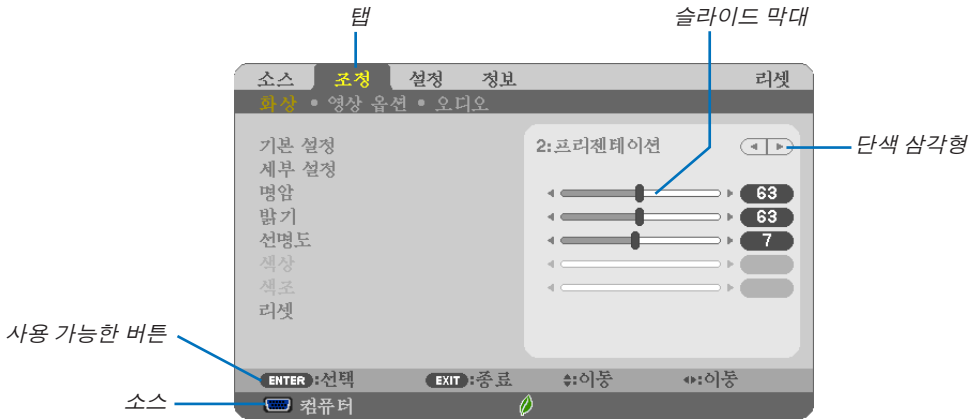 탭
슬라이드 막대
소스 조정 설정 정보 리셋
화상 • 영상 옵션 • 오디오
기본 설정 2:프리젠테이션
단색 삼각형
세부 설정
명암 63
밝기 63
선명도 7
색상
색조
리셋
사용 가능한 버튼
ENTER :선택 EXIT :종료 :이동 :이동
소스
컴퓨터